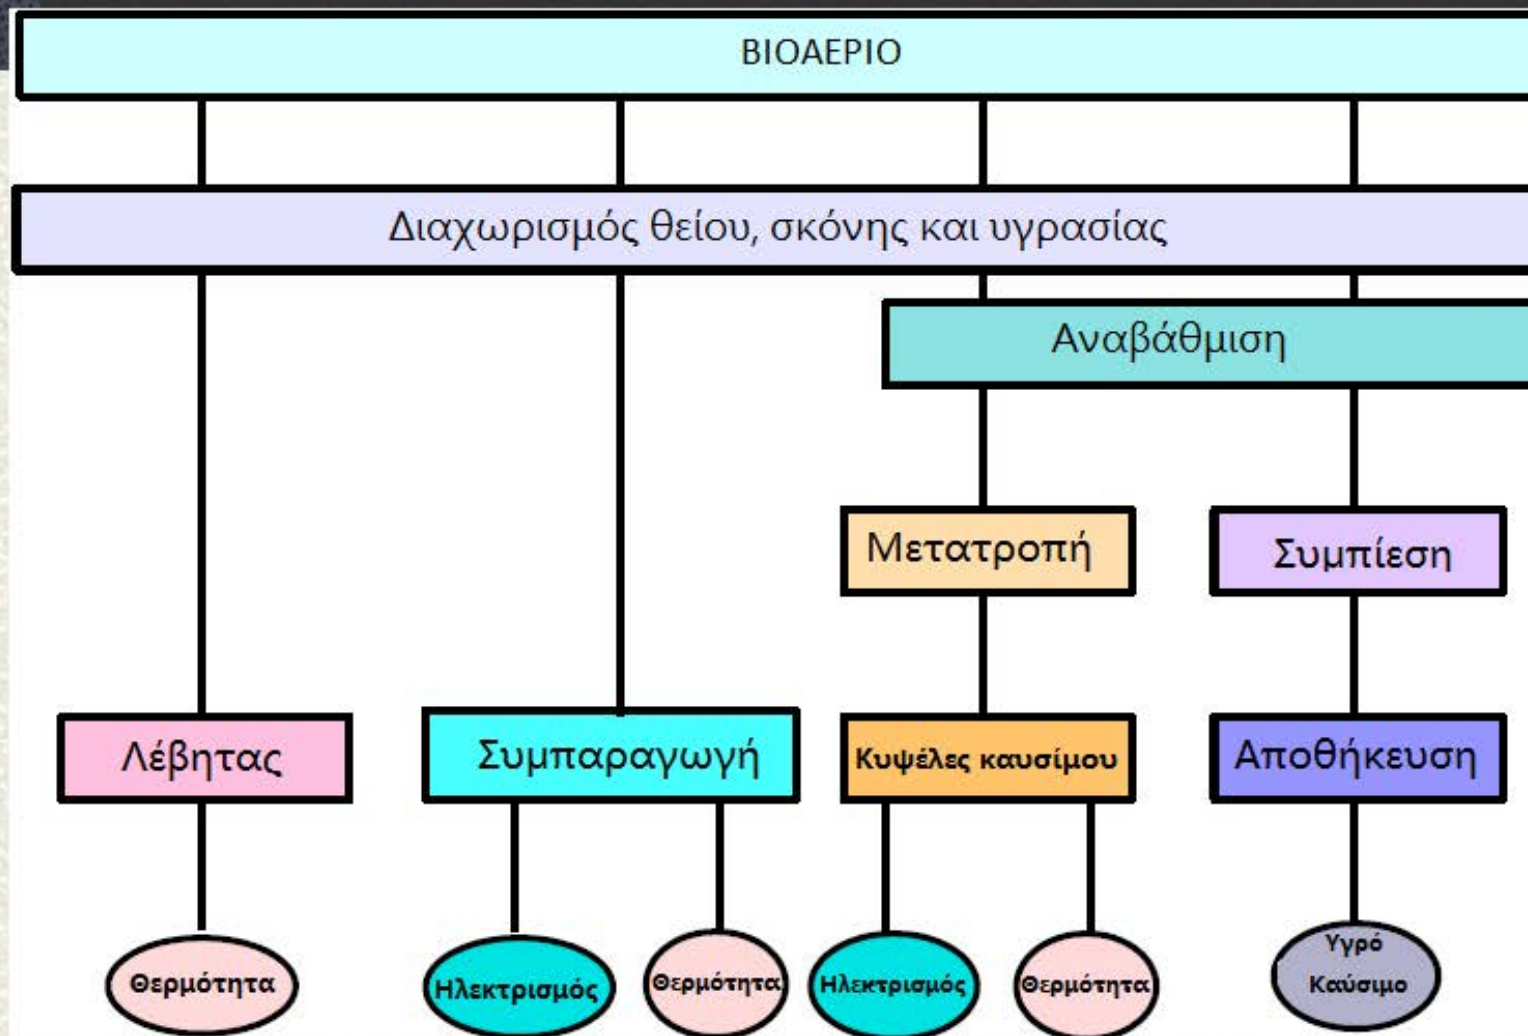 ΒΙΟΑΕΡΙΟ
Διαχωρισμός θείου, σκόνης και υγρασίας
Αναβάθμιση
Μετατροπή
Συμπίεση
Λέβητας
Συμπαραγωγή
Κυψέλες καυσίμου
Αποθήκευση
Θερμότητα
Ηλεκτρισμός
Θερμότητα
Ηλεκτρισμός
Θερμότητα
Υγρό
Καύσιμο